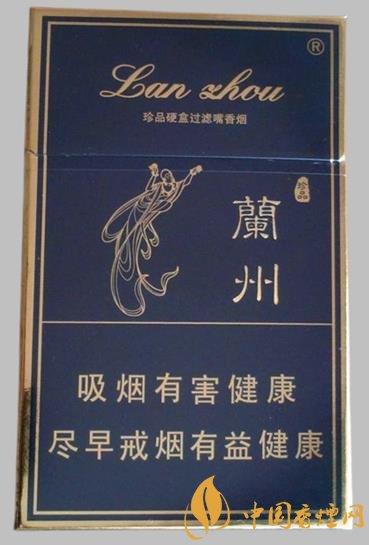 Lan zhou
®
珍品硬盒过滤嘴香烟
珍品
蘭州
吸烟有害健康
尽早戒烟有益健康
中国香烟网